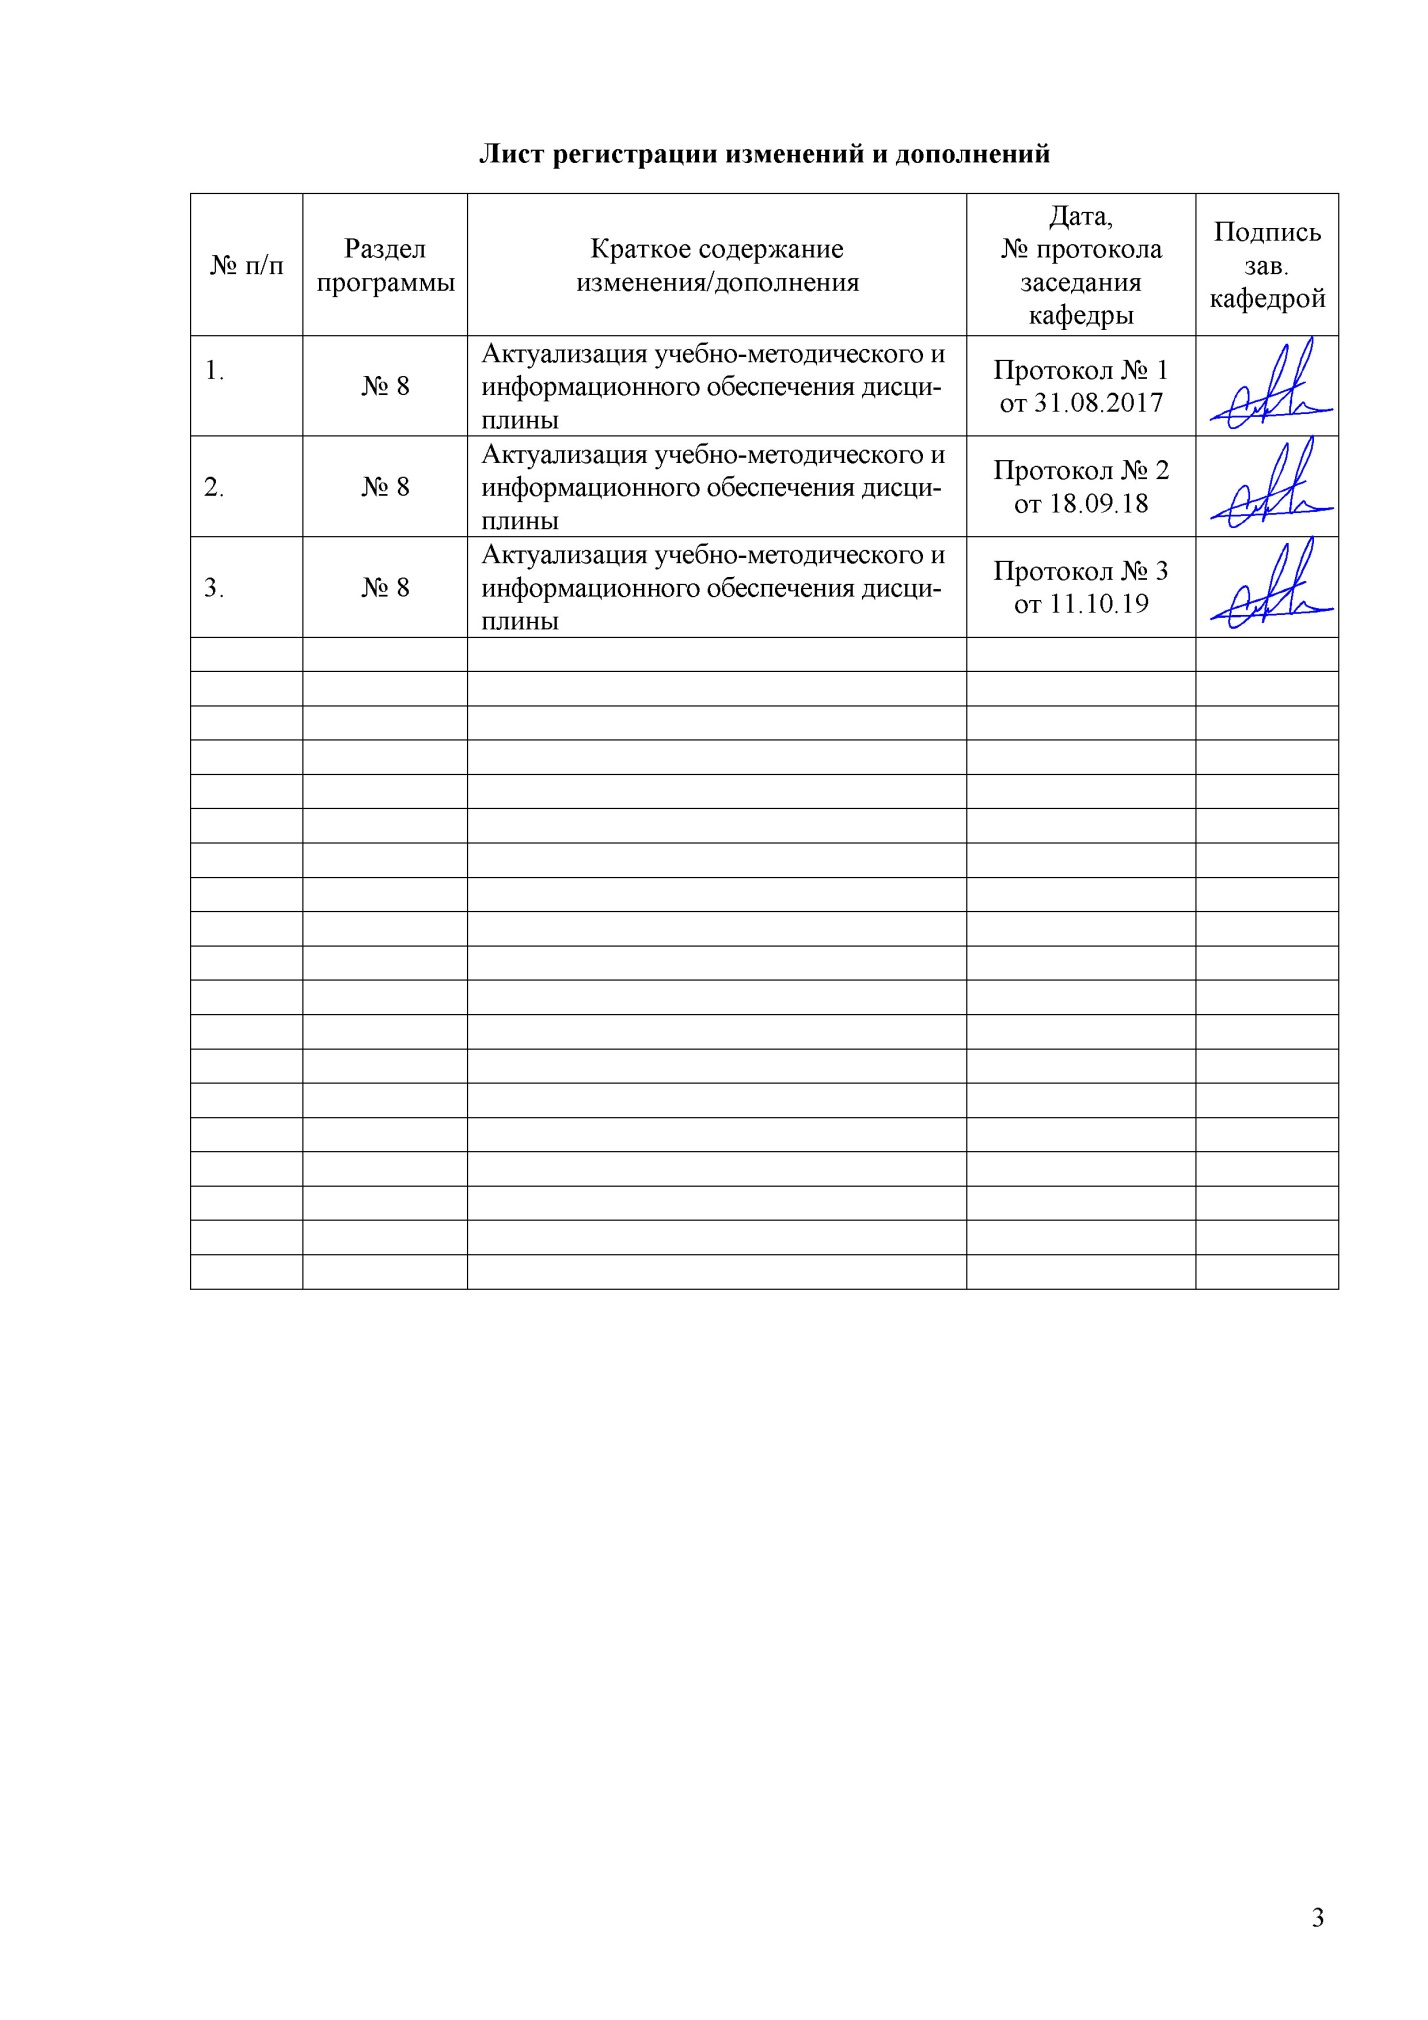 Лист регистрации изменений и дополнений
№ п/п
Раздел
программы
Краткое содержание
изменения/дополнения
Дата,
№ протокола
заседания
кафедры
Подпись
зав.
кафедрой
1.
№ 8
Актуализация учебно-методического и
информационного обеспечения дисци-
плины
Протокол № 1
от 31.08.2017
2.
№ 8
Актуализация учебно-методического и
информационного обеспечения дисци-
плины
Протокол № 2
от 18.09.18
3.
№ 8
Актуализация учебно-методического и
информационного обеспечения дисци-
плины
Протокол № 3
от 11.10.19
3